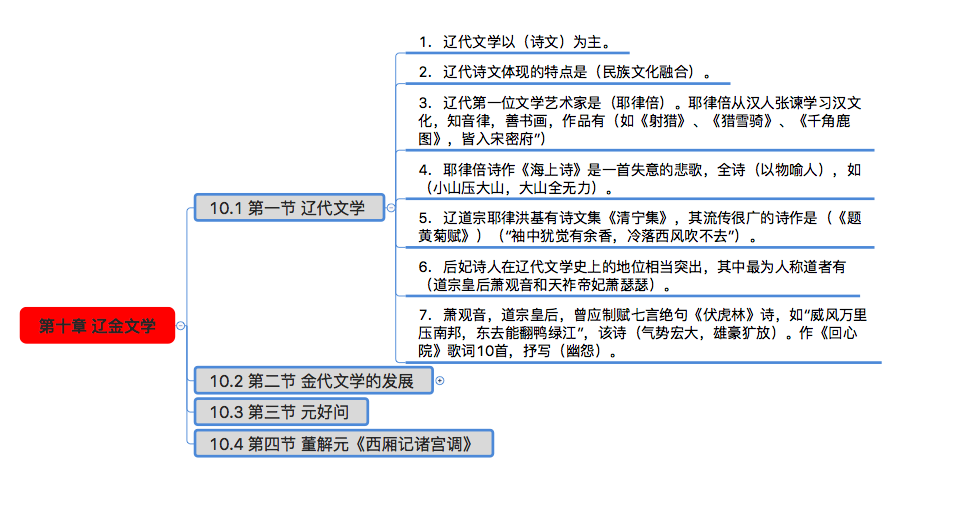 第十章 辽金文学
10.1 第一节 辽代文学
1. 辽代文学以（诗文）为主。
2. 辽代诗文体现的特点是（民族文化融合）。
3. 辽代第一位文学艺术家是（耶律倍）。耶律倍从汉人张谏学习汉文
化，知音律，善书画，作品有（如《射猎》、《猎雪骑》、《千角鹿
图》，皆入宋密府”）
4. 耶律倍诗作《海上诗》是一首失意的悲歌，全诗（以物喻人），如
（小山压大山，大山全无力）。
5. 辽道宗耶律洪基有诗文集《清宁集》，其流传很广的诗作是（《题
黄菊赋》）（“袖中犹觉有余香，冷落西风吹不去”）。
6. 后妃诗人在辽代文学史上的地位相当突出，其中最为人称道者有
（道宗皇后萧观音和天祚帝妃萧瑟瑟）。
7. 萧观音，道宗皇后，曾应制赋七言绝句《伏虎林》诗，如“威风万里
压南邦，东去能翻鸭绿江”，该诗（气势宏大，雄豪犷放）。作《回心
院》歌词10首，抒写（幽怨）。
10.2 第二节 金代文学的发展
10.3 第三节 元好问
10.4 第四节 董解元《西厢记诸宫调》